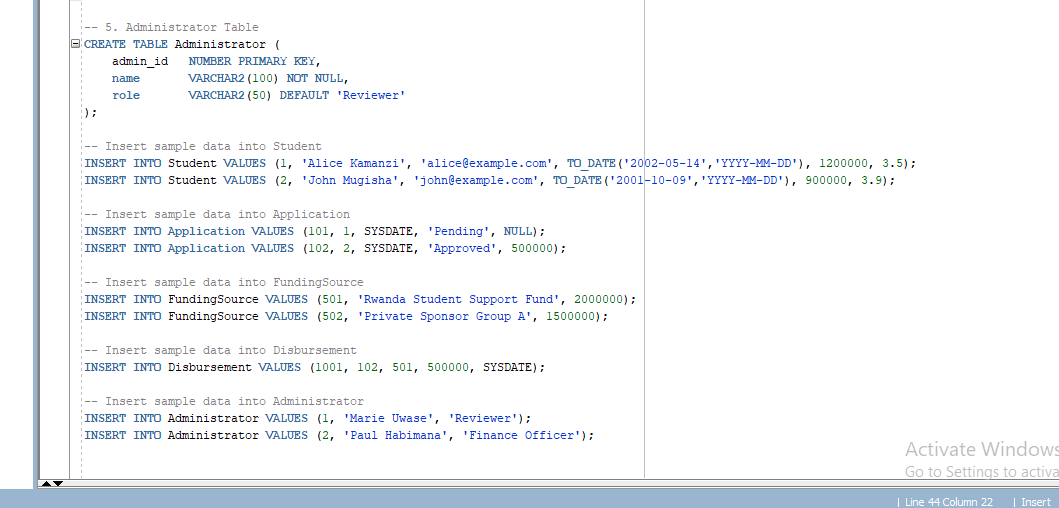 -- 5. Administrator Table
CREATE TABLE Administrator (
admin_id NUMBER PRIMARY KEY,
name VARCHAR2(100) NOT NULL,
role VARCHAR2(50) DEFAULT 'Reviewer'
);
-- Insert sample data into Student
INSERT INTO Student VALUES (1, 'Alice Kamanzi', 'alice@example.com', TO_DATE('2002-05-14','YYYY-MM-DD'), 1200000, 3.5);
INSERT INTO Student VALUES (2, 'John Mugisha', 'john@example.com', TO_DATE('2001-10-09','YYYY-MM-DD'), 900000, 3.9);
-- Insert sample data into Application
INSERT INTO Application VALUES (101, 1, SYSDATE, 'Pending', NULL);
INSERT INTO Application VALUES (102, 2, SYSDATE, 'Approved', 500000);
-- Insert sample data into FundingSource
INSERT INTO FundingSource VALUES (501, 'Rwanda Student Support Fund', 2000000);
INSERT INTO FundingSource VALUES (502, 'Private Sponsor Group A', 1500000);
-- Insert sample data into Disbursement
INSERT INTO Disbursement VALUES (1001, 102, 501, 500000, SYSDATE);
-- Insert sample data into Administrator
INSERT INTO Administrator VALUES (1, 'Marie Uwase', 'Reviewer');
INSERT INTO Administrator VALUES (2, 'Paul Habimana', 'Finance Officer');
Activate Windows
Go to Settings to activa
| Line 44 Column 22 | Insert